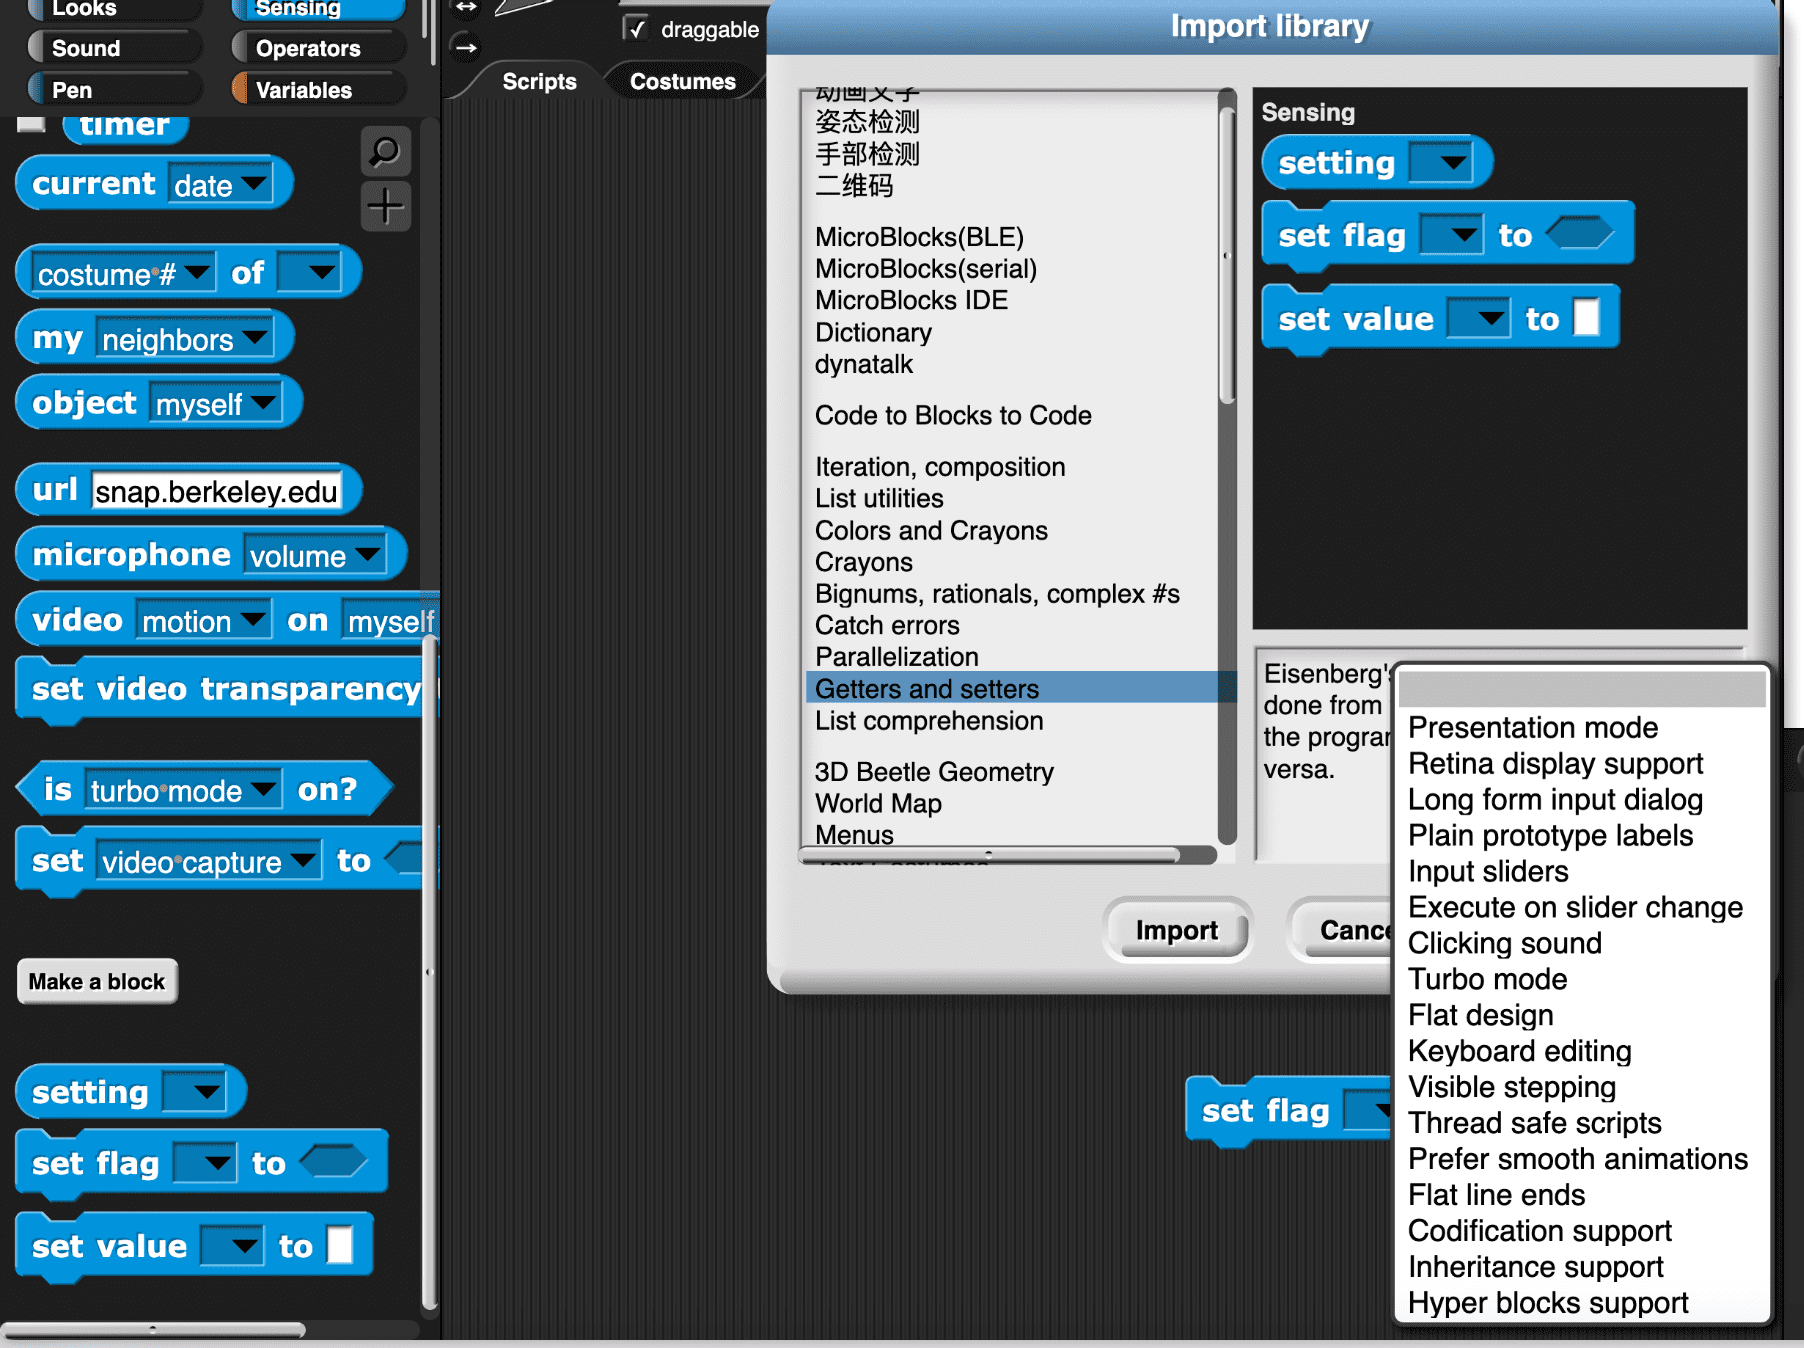 Looks
Sensing
Sound
Operators
Pen
Variables
timer
current date
costume # of
my neighbors
object myself
url snap.berkeley.edu
microphone volume
video motion on myself
set video transparency
is turbo mode on?
set video capture to
Make a block
setting
set flag to
set value to
draggable
Scripts
Costumes
Import library
动画文字
姿态检测
手部检测
二维码
MicroBlocks(BLE)
MicroBlocks(serial)
MicroBlocks IDE
Dictionary
dynatalk
Code to Blocks to Code
Iteration, composition
List utilities
Colors and Crayons
Crayons
Bignums, rationals, complex #s
Catch errors
Parallelization
Getters and setters
List comprehension
3D Beetle Geometry
World Map
Menus
Sensing
setting
set flag to
set value to
Eisenberg's
done from
the program
versa.
Import
Cancel
set flag
Presentation mode
Retina display support
Long form input dialog
Plain prototype labels
Input sliders
Execute on slider change
Clicking sound
Turbo mode
Flat design
Keyboard editing
Visible stepping
Thread safe scripts
Prefer smooth animations
Flat line ends
Codification support
Inheritance support
Hyper blocks support